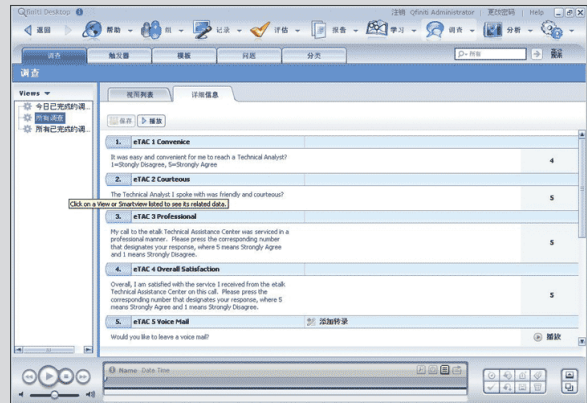 Qfiniti Desktop
注销 Qfiniti Administrator 更改密码 Help
返回 帮助 组 记录 评估 报告 学习 调查 分析
调查 触发器 模板 问题 分页
所有
调查
Views
今日已完成的调...
所有调查
所有已完成的调...
视图列表 详细信息
保存 播放
1. eTAC 1 Convenice
It was easy and convenient for me to reach a Technical Analyst?
1=Stongly Disagree, 5=Strongly Agree
4
2. eTAC 2 Courteous
The Technical Analyst I spoke with was friendly and courteous?
5
Click on a View or Smartview listed to see its related data.
3. eTAC 3 Professional
My call to the etalk Technical Assistance Center was serviced in a
professional manner. Please press the corresponding number
that designates your response, where 5 means Strongly Agree
and 1 means Strongly Disagree.
5
4. eTAC 4 Overall Satisfaction
Overall, I am satisfied with the service I received from the etalk
Technical Assistance Center on this call. Please press the
corresponding number that designates your response, where 5
means Strongly Agree and 1 means Strongly Disagree.
5
5. eTAC 5 Voice Mail 添加转录
Would you like to leave a voice mail?
播放
Name Date Time